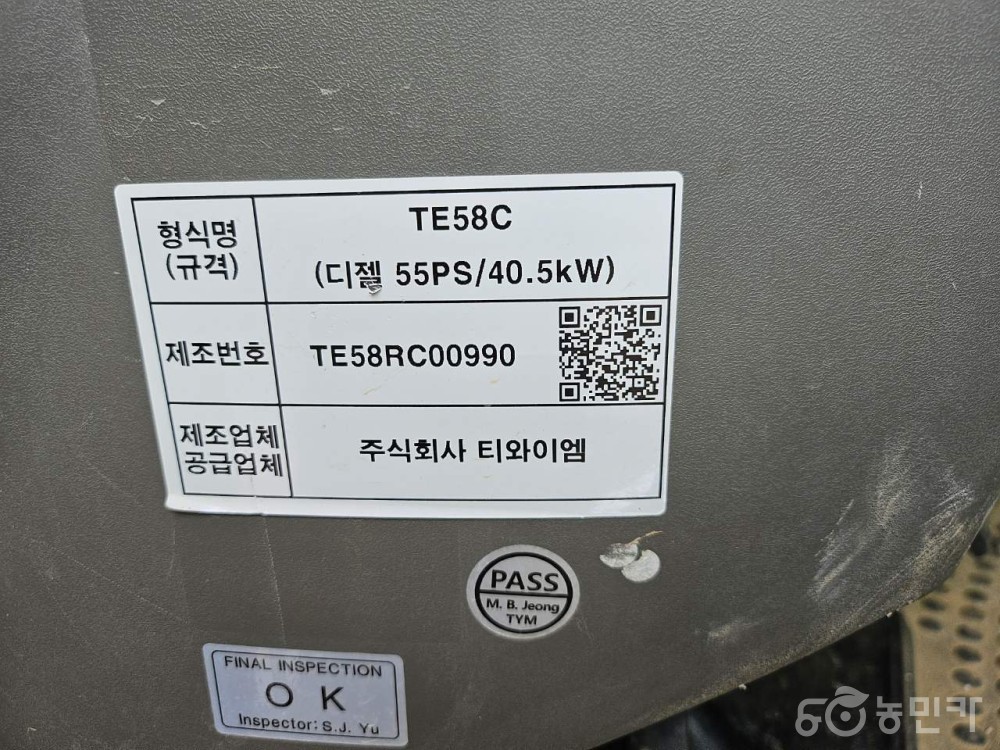 형식명
(규격)
TE58C
(디젤 55PS/40.5kW)
제조번호
TE58RC00990
제조업체
공급업체
주식회사 티와이엠
PASS
M. B. Jeong
TYM
FINAL INSPECTION
O K
Inspector: S.J. Yu
농민카